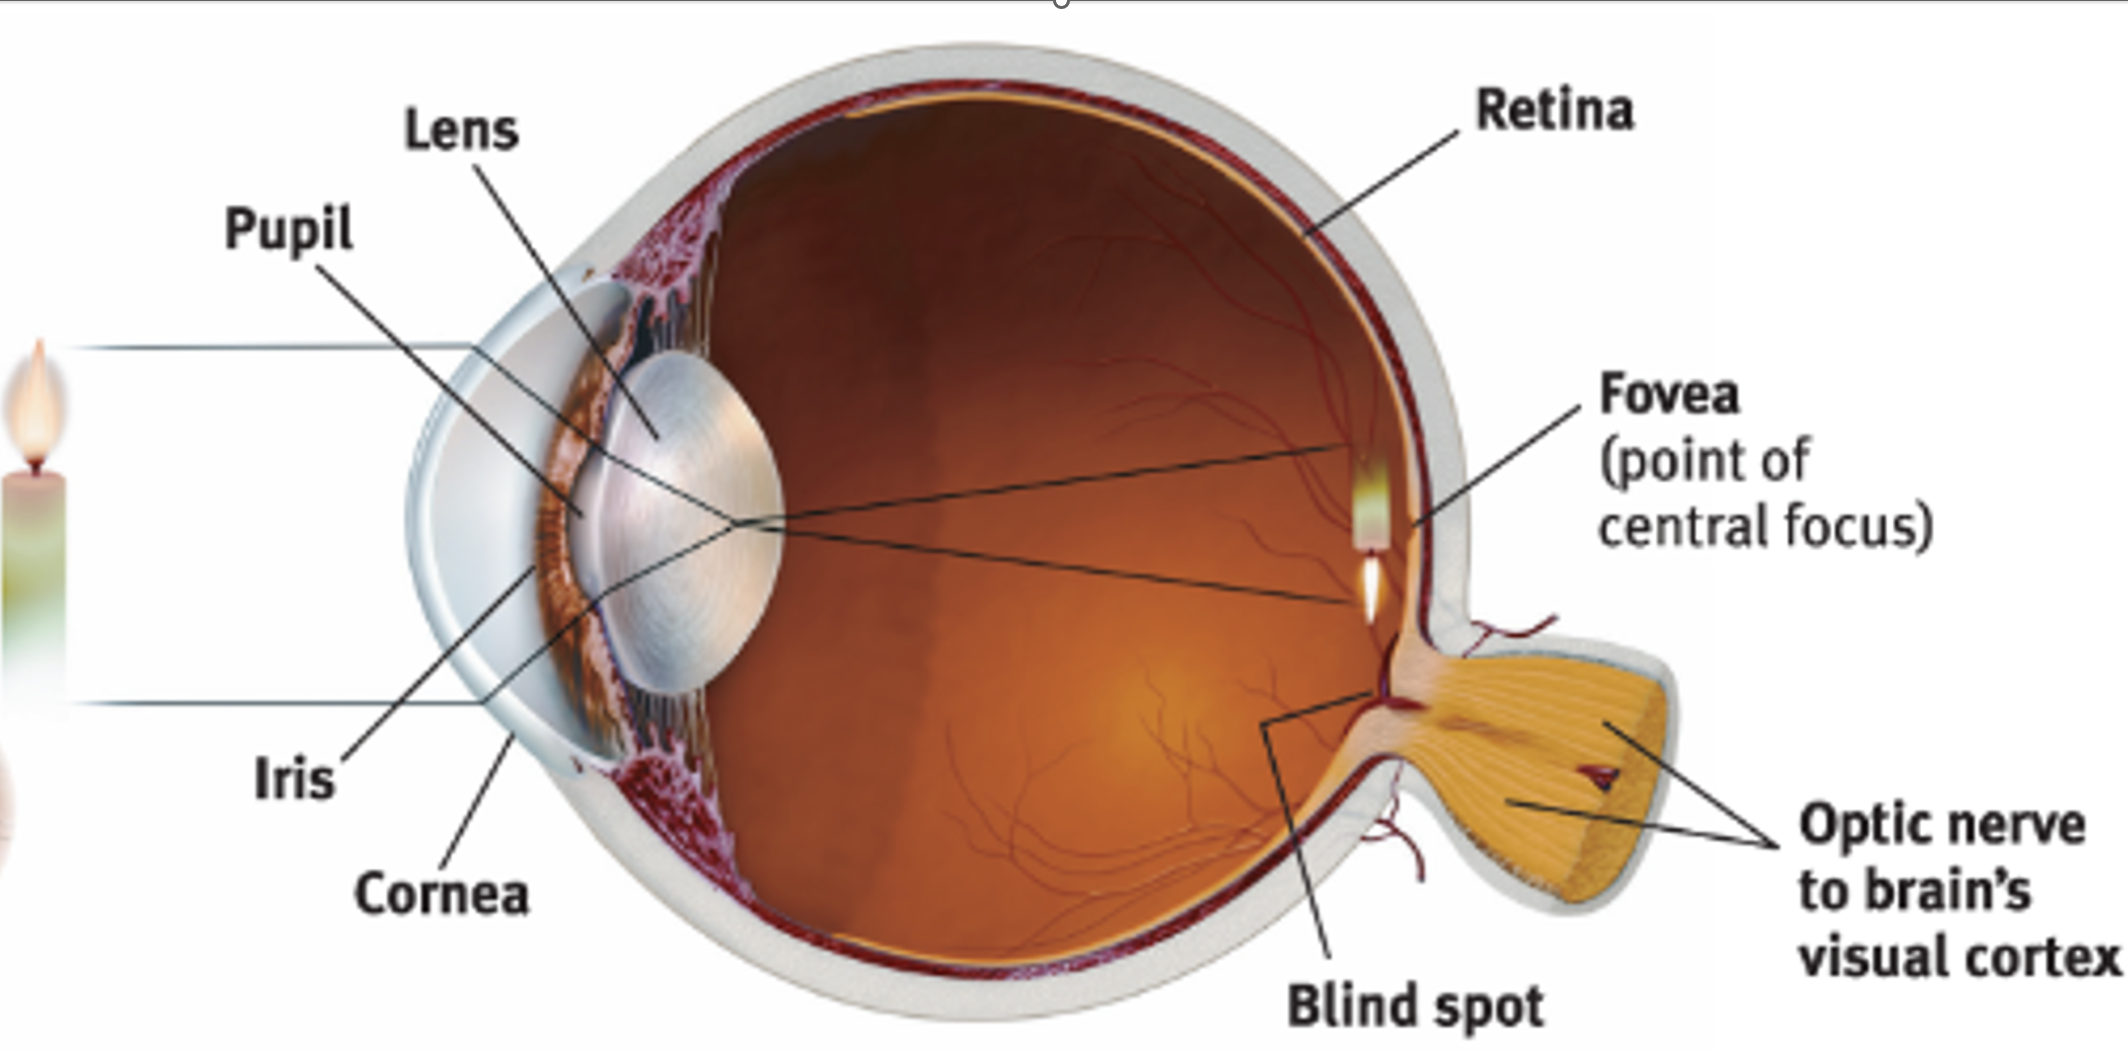 Lens
Pupil
Iris
Cornea
Retina
Fovea
(point of
central focus)
Blind spot
Optic nerve
to brain's
visual cortex